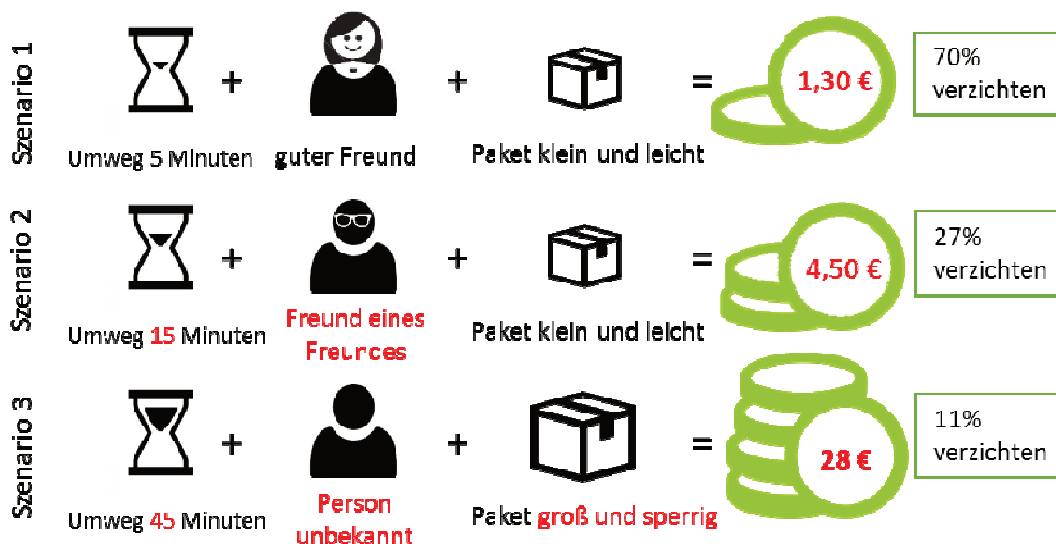 Szenario 1
+
+
=
1,30 €
70%
verzichten
Umweg 5 Minuten
guter Freund
Paket klein und leicht
Szenario 2
+
+
=
4,50 €
27%
verzichten
Umweg 15 Minuten
Freund eines
Freundes
Paket klein und leicht
Szenario 3
+
+
=
28 €
11%
verzichten
Umweg 45 Minuten
Person
unbekannt
Paket groß und sperrig